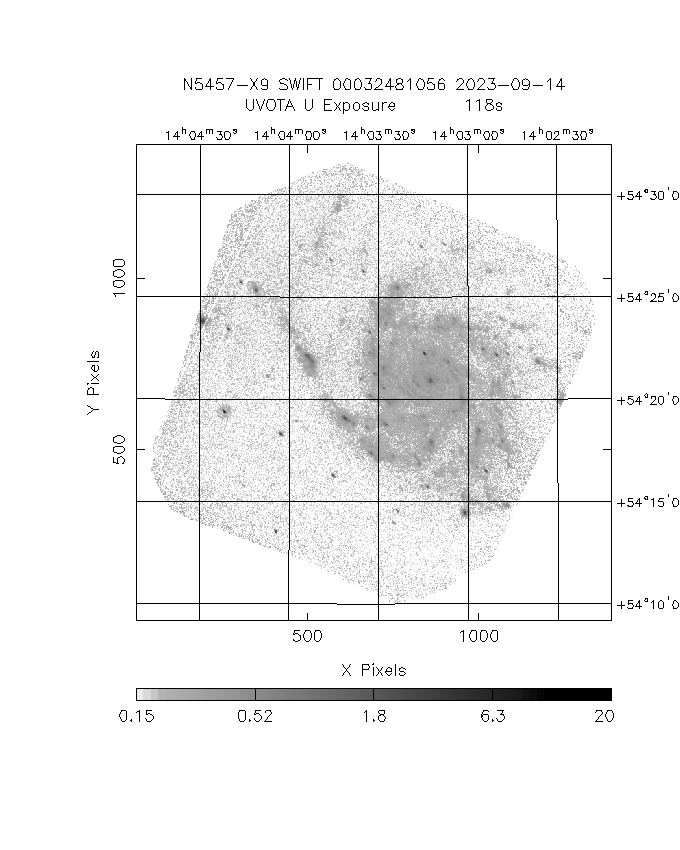 N5457-X9 SWIFT 00032481056 2023-09-14
UVOTA U Exposure 118s
14ʰ04ᵐ30ˢ 14ʰ04ᵐ00ˢ 14ʰ03ᵐ30ˢ 14ʰ03ᵐ00ˢ 14ʰ02ᵐ30ˢ
+54°30'0
1000
+54°25'0
Y Pixels
+54°20'0
500
+54°15'0
+54°10'0
500 1000
X Pixels
0.15 0.52 1.8 6.3 20